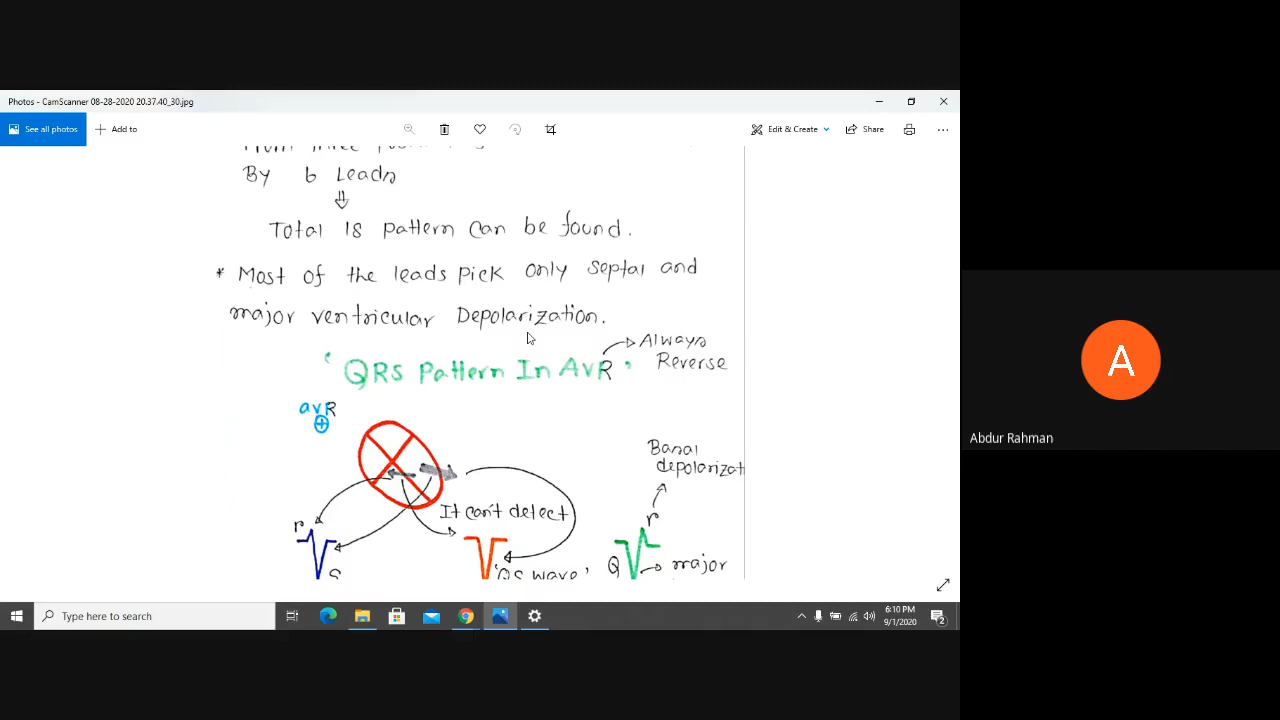 Photos - CamScanner 08-28-2020 20.37.40_30.jpg
See all photos
Add to
Edit & Create
Share
By 6 Leads
⇓
Total 18 pattern can be found.
* Most of the leads pick only septal and
major ventricular Depolarization.
Always
Reverse
' QRS Pattern In AvR '
avR
+
Basal
depolarizat
r
It can't detect
r
S
'QS wave'
Q
major
A
Abdur Rahman
Type here to search
6:10 PM
9/1/2020
2